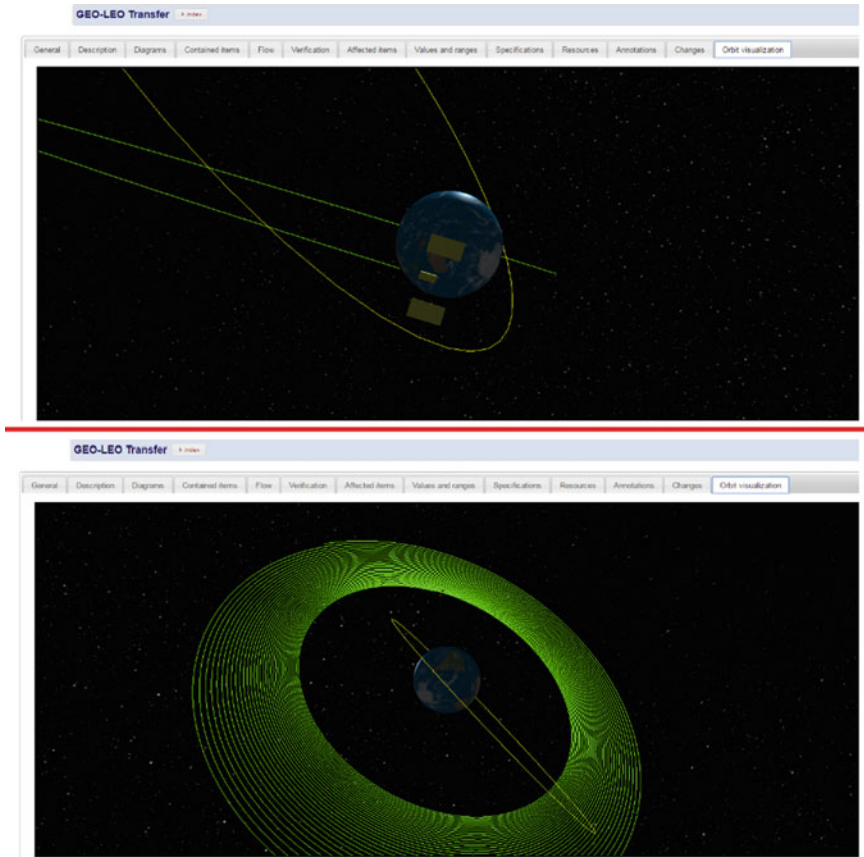 GEO-LEO Transfer Index
General Description Diagrams Contained items Flow Verification Affected items Values and ranges Specifications Resources Annotations Changes Orbit visualization
GEO-LEO Transfer Index
General Description Diagrams Contained items Flow Verification Affected items Values and ranges Specifications Resources Annotations Changes Orbit visualization